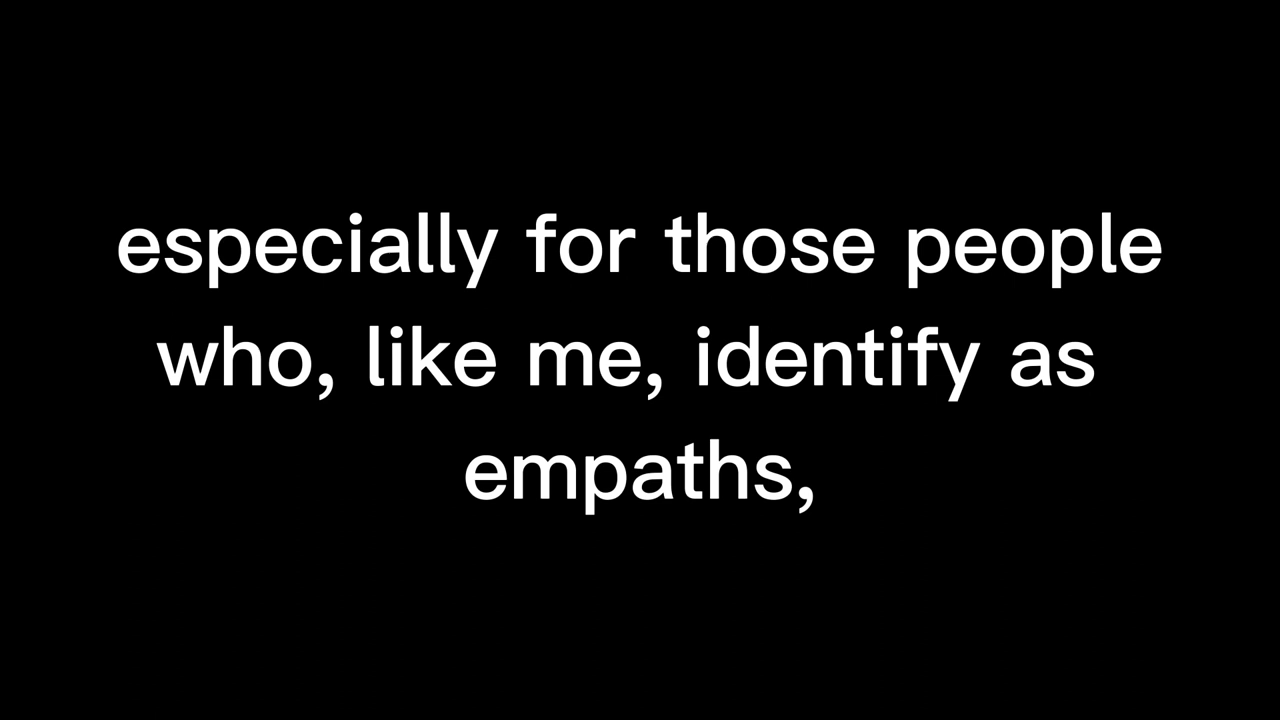 especially for those people
who, like me, identify as
empaths,